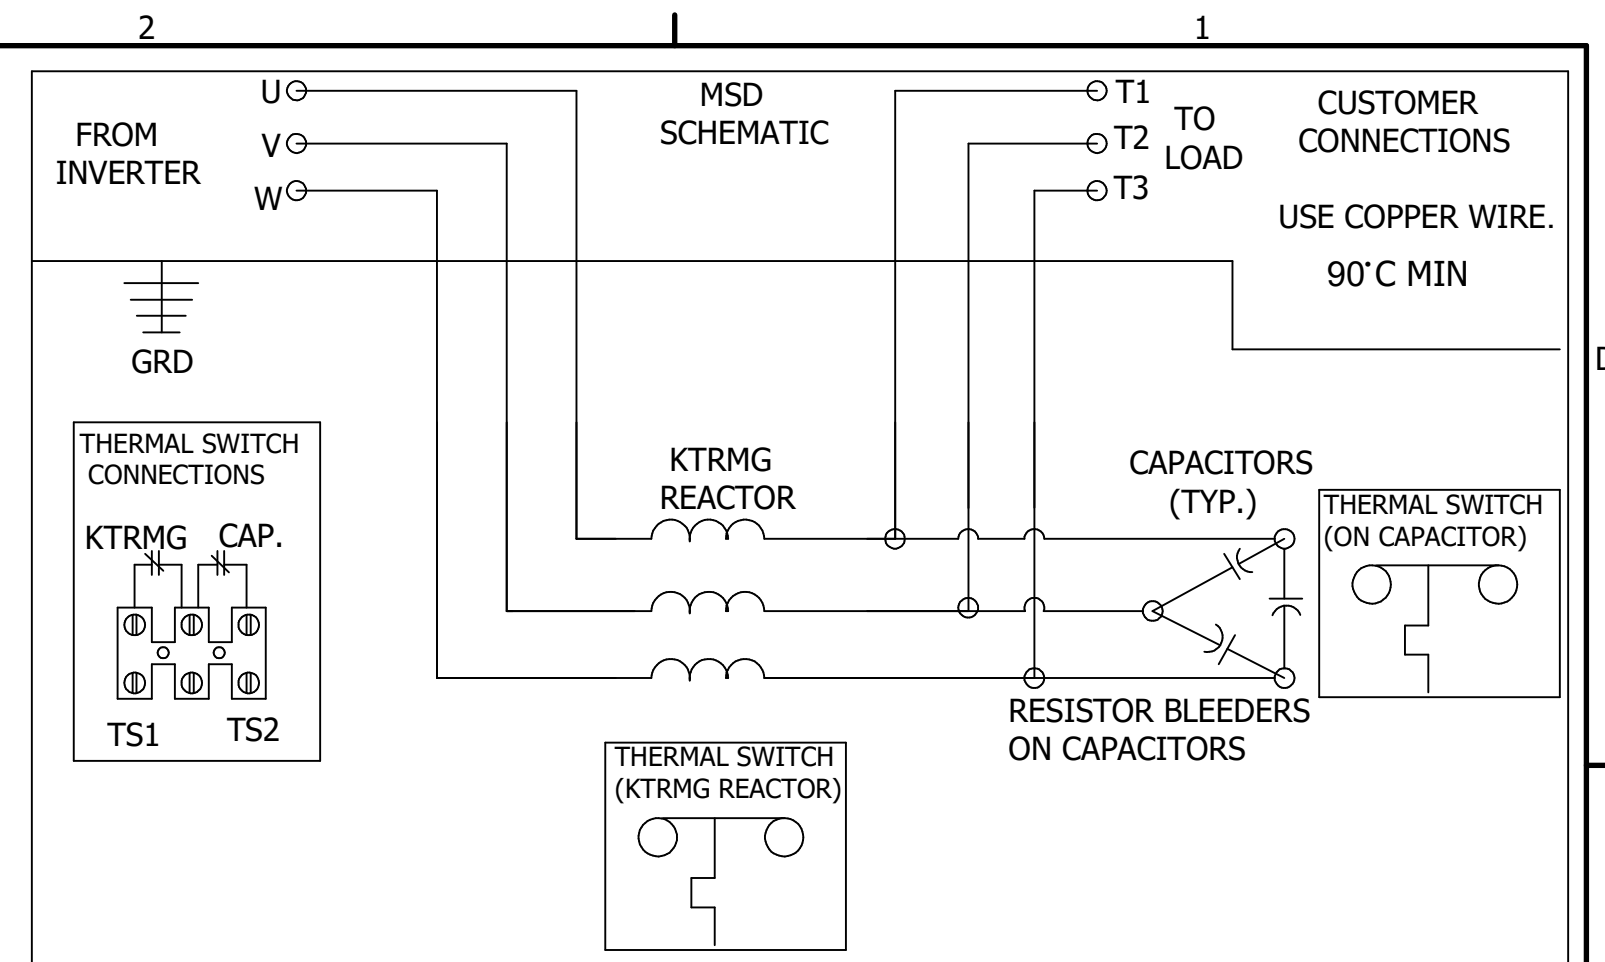 2
1
U
V
W
FROM
INVERTER
MSD
SCHEMATIC
T1
T2
T3
TO
LOAD
CUSTOMER
CONNECTIONS
USE COPPER WIRE.
90°C MIN
GRD
THERMAL SWITCH
CONNECTIONS
KTRMG
CAP.
TS1
TS2
KTRMG
REACTOR
CAPACITORS
(TYP.)
THERMAL SWITCH
(ON CAPACITOR)
RESISTOR BLEEDERS
ON CAPACITORS
THERMAL SWITCH
(KTRMG REACTOR)